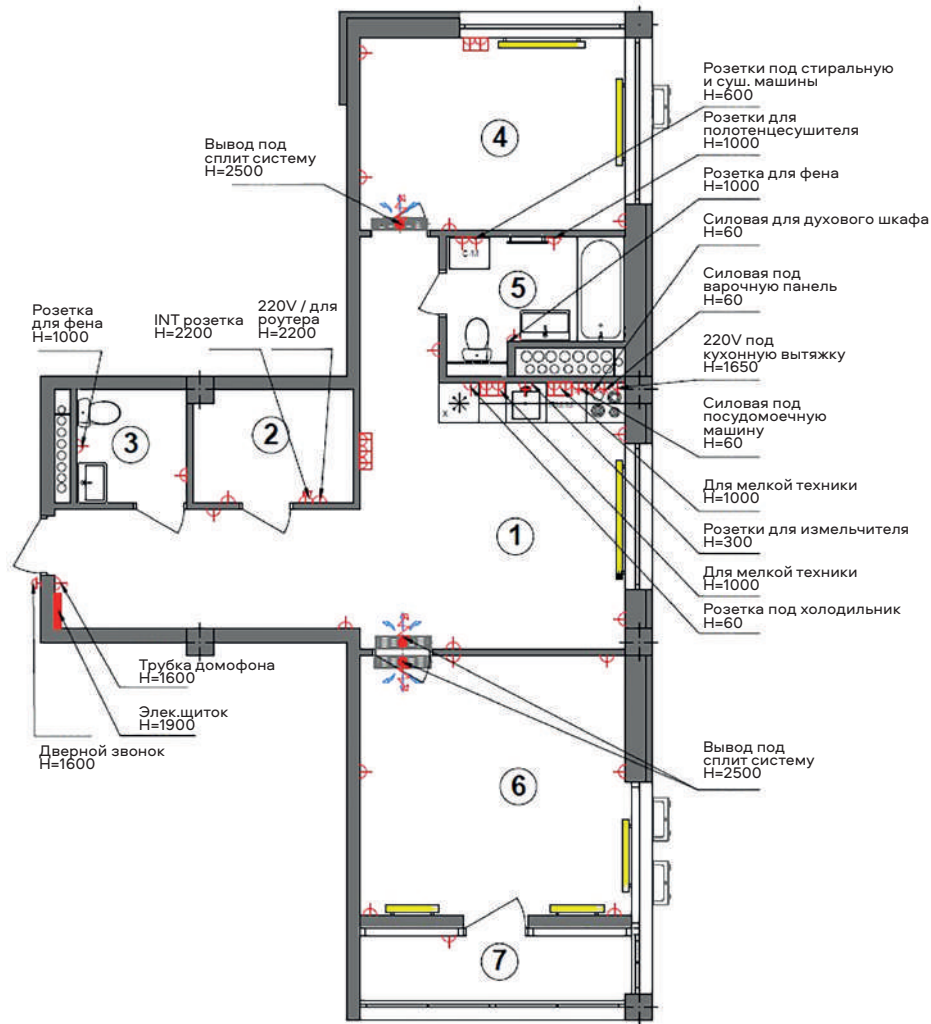 Розетки под стиральную
и суш. машины
H=600
Розетки для
полотенцесушителя
H=1000
Розетка для фена
H=1000
Силовая для духового шкафа
H=60
Силовая под
варочную панель
H=60
220V под
кухонную вытяжку
H=1650
Силовая под
посудомоечную
машину
H=60
Для мелкой техники
H=1000
Розетки для измельчителя
H=300
Для мелкой техники
H=1000
Розетка под холодильник
H=60
Вывод под
сплит систему
H=2500
Вывод под
сплит систему
H=2500
Розетка
для фена
H=1000
INT розетка
H=2200
220V / для
роутера
H=2200
Трубка домофона
H=1600
Элек.щиток
H=1900
Дверной звонок
H=1600
4
5
3
2
1
6
7
x